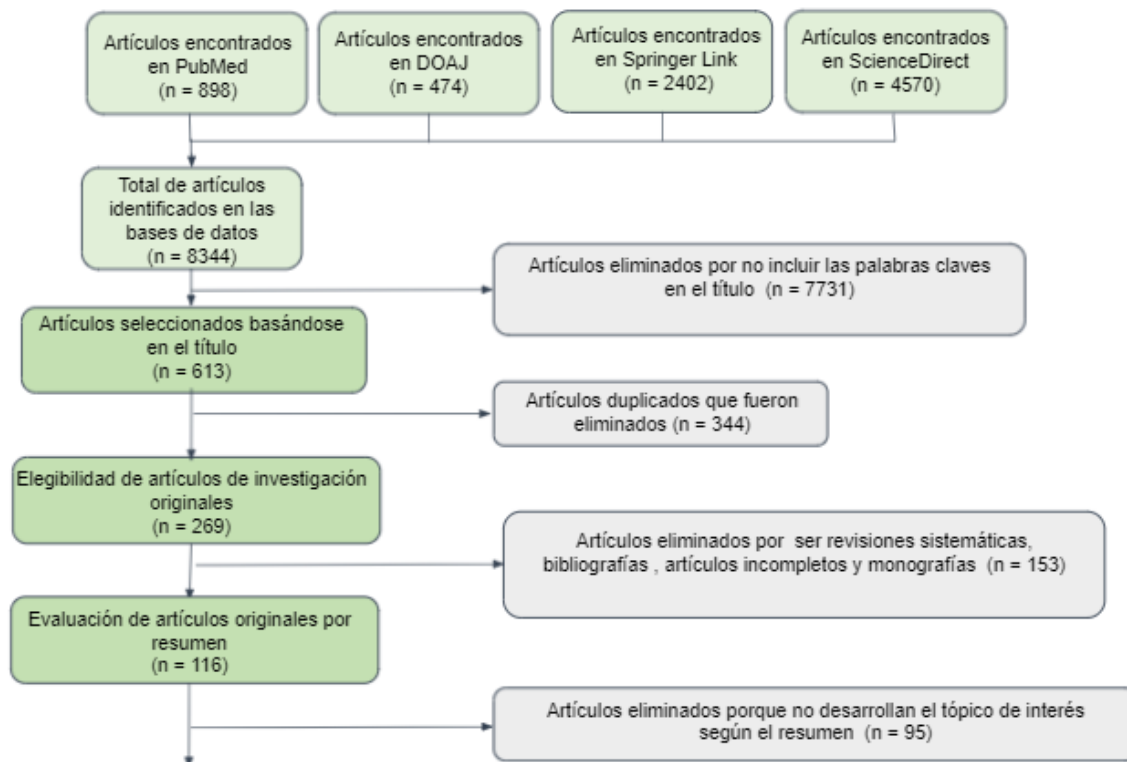 Artículos encontrados
en PubMed
(n = 898)
Artículos encontrados
en DOAJ
(n = 474)
Artículos encontrados
en Springer Link
(n = 2402)
Artículos encontrados
en ScienceDirect
(n = 4570)
Total de artículos
identificados en las
bases de datos
(n = 8344)
Artículos eliminados por no incluir las palabras claves
en el título (n = 7731)
Artículos seleccionados basándose
en el título
(n = 613)
Artículos duplicados que fueron
eliminados (n = 344)
Elegibilidad de artículos de investigación
originales
(n = 269)
Artículos eliminados por ser revisiones sistemáticas,
bibliografías , artículos incompletos y monografías (n = 153)
Evaluación de artículos originales por
resumen
(n = 116)
Artículos eliminados porque no desarrollan el tópico de interés
según el resumen (n = 95)